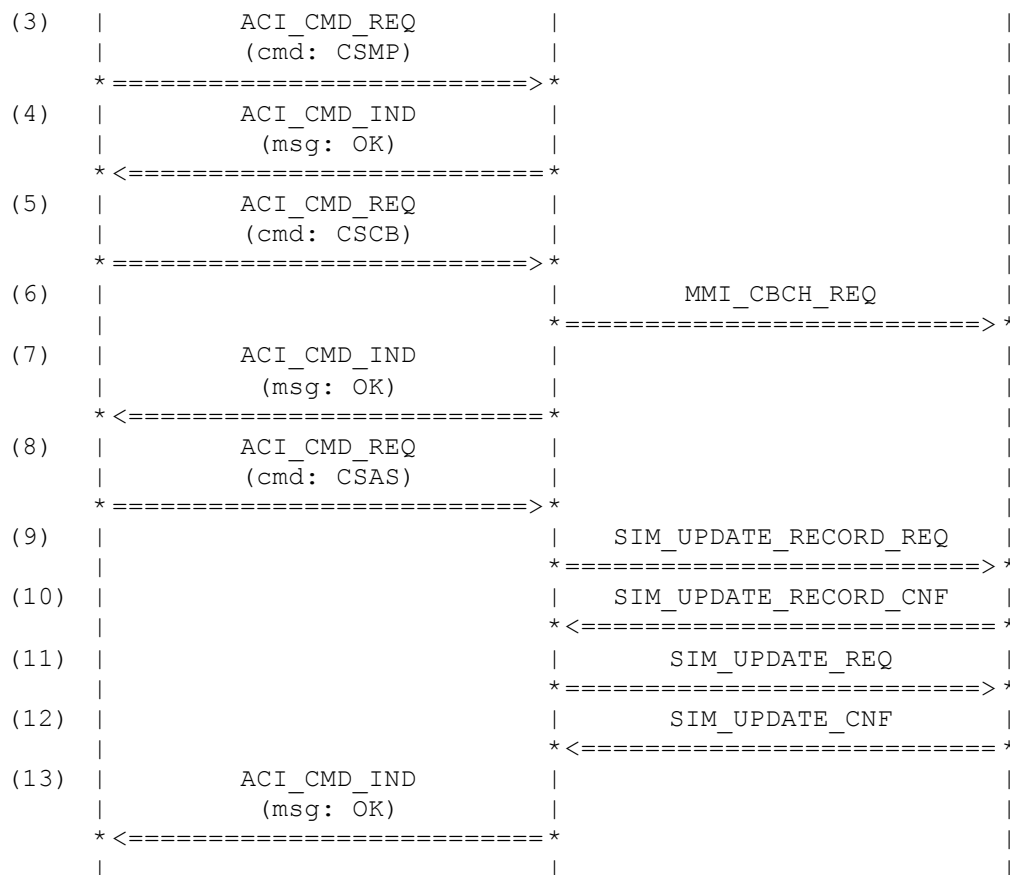 (3) | ACI_CMD_REQ | |
| (cmd: CSMP) | |
* ==========================> * |
(4) | ACI_CMD_IND | |
| (msg: OK) | |
* <========================== * |
(5) | ACI_CMD_REQ | |
| (cmd: CSCB) | |
* ==========================> * |
(6) | | MMI_CBCH_REQ |
| * ==========================> *
(7) | ACI_CMD_IND | |
| (msg: OK) | |
* <========================== * |
(8) | ACI_CMD_REQ | |
| (cmd: CSAS) | |
* ==========================> * |
(9) | | SIM_UPDATE_RECORD_REQ |
| * ==========================> *
(10) | | SIM_UPDATE_RECORD_CNF |
| * <========================== *
(11) | | SIM_UPDATE_REQ |
| * ==========================> *
(12) | | SIM_UPDATE_CNF |
| * <========================== *
(13) | ACI_CMD_IND | |
| (msg: OK) | |
* <========================== * |
| | |